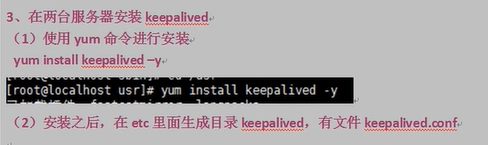 3、在两台服务器安装 keepalived
（1）使用 yum 命令进行安装
yum install keepalived –y
[root@localhost usr]# yum install keepalived -y
（2）安装之后，在 etc 里面生成目录 keepalived，有文件 keepalived.conf